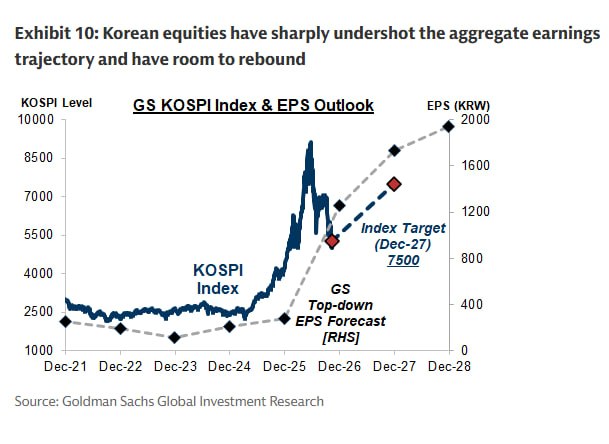 Exhibit 10: Korean equities have sharply undershot the aggregate earnings
trajectory and have room to rebound
KOSPI Level
GS KOSPI Index & EPS Outlook
EPS (KRW)
10000
8500
7000
5500
4000
2500
1000
2000
1600
1200
800
400
0
KOSPI
Index
Index Target
(Dec-27)
7500
GS
Top-down
EPS Forecast
[RHS]
Dec-21 Dec-22 Dec-23 Dec-24 Dec-25 Dec-26 Dec-27 Dec-28
Source: Goldman Sachs Global Investment Research